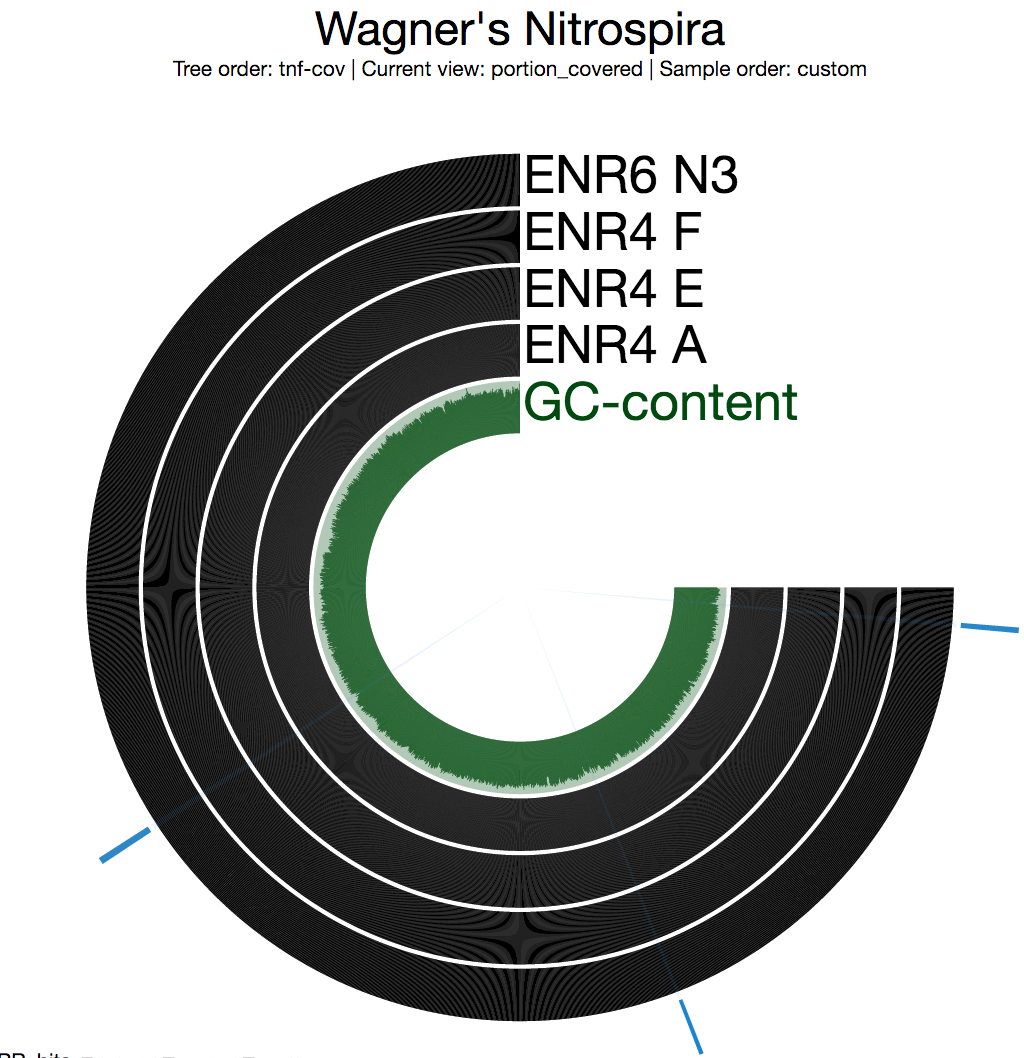 Wagner's Nitrospira
Tree order: tnf-cov | Current view: portion_covered | Sample order: custom
ENR6 N3
ENR4 F
ENR4 E
ENR4 A
GC-content